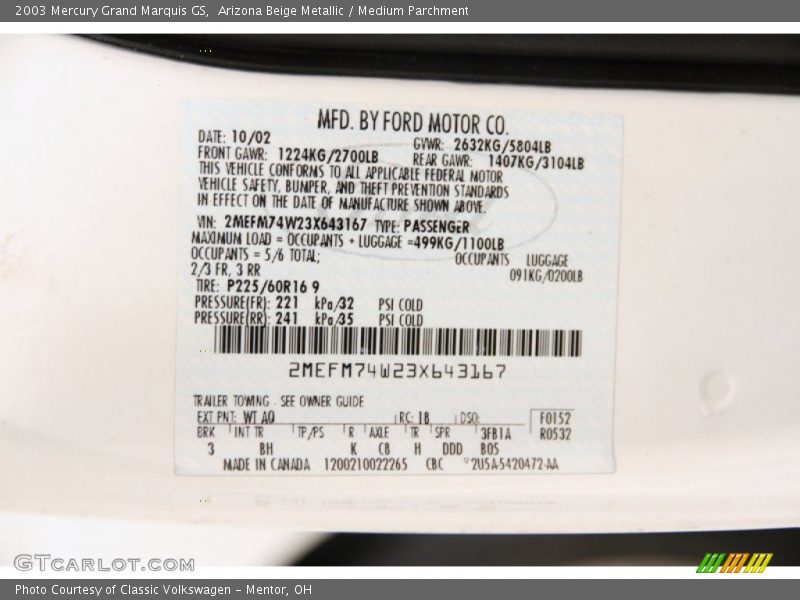 2003 Mercury Grand Marquis GS,  Arizona Beige Metallic / Medium Parchment
MFD. BY FORD MOTOR CO.
DATE: 10/02 GVWR: 2632KG/5804LB
FRONT GAWR: 1224KG/2700LB REAR GAWR: 1407KG/3104LB
THIS VEHICLE CONFORMS TO ALL APPLICABLE FEDERAL MOTOR
VEHICLE SAFETY, BUMPER, AND THEFT PREVENTION STANDARDS
IN EFFECT ON THE DATE OF MANUFACTURE SHOWN ABOVE.
VIN: 2MEFM74W23X643167 TYPE: PASSENGER
MAXIMUM LOAD = OCCUPANTS + LUGGAGE =499KG/1100LB
OCCUPANTS = 5/6 TOTAL; OCCUPANTS LUGGAGE
2/3 FR, 3 RR 091KG/0200LB
TIRE: P225/60R16 9
PRESSURE(FR): 221 kPa/32 PSI COLD
PRESSURE(RR): 241 kPa/35 PSI COLD
2MEFM74W23X643167
TRAILER TOWING - SEE OWNER GUIDE
EXT PNT: WT AQ RC: 18 DSO: F0152
BRK INT TR TP/PS R AXLE TR SPR 3FB1A R0532
3 BH K C8 H DDD B05
MADE IN CANADA 1200210022265 CBC 2U5A-5420472-AA
GTCARLOT.COM
Photo Courtesy of Classic Volkswagen - Mentor, OH